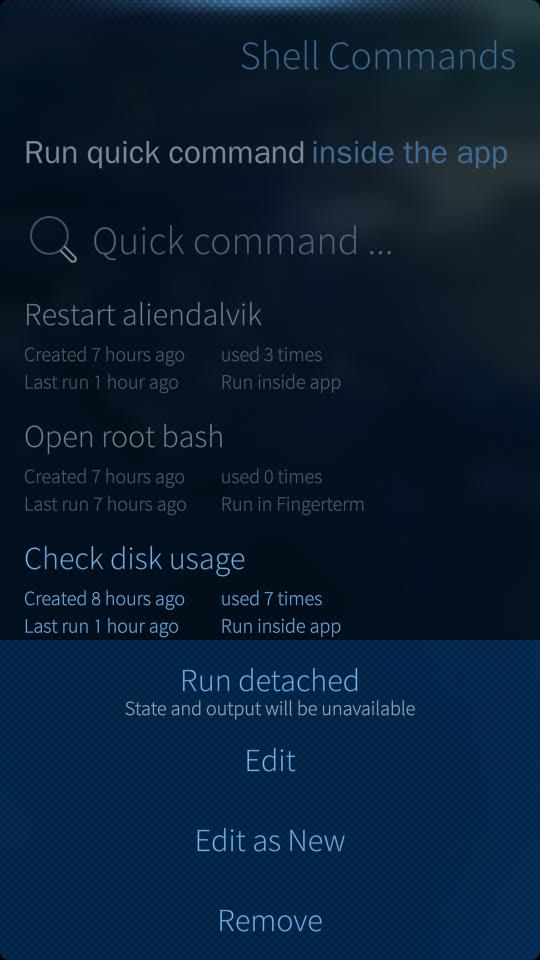 Shell Commands
Run quick command inside the app
Quick command ...
Restart aliendalvik
Created 7 hours ago used 3 times
Last run 1 hour ago Run inside app
Open root bash
Created 7 hours ago used 0 times
Last run 7 hours ago Run in Fingerterm
Check disk usage
Created 8 hours ago used 7 times
Last run 1 hour ago Run inside app
Run detached
State and output will be unavailable
Edit
Edit as New
Remove